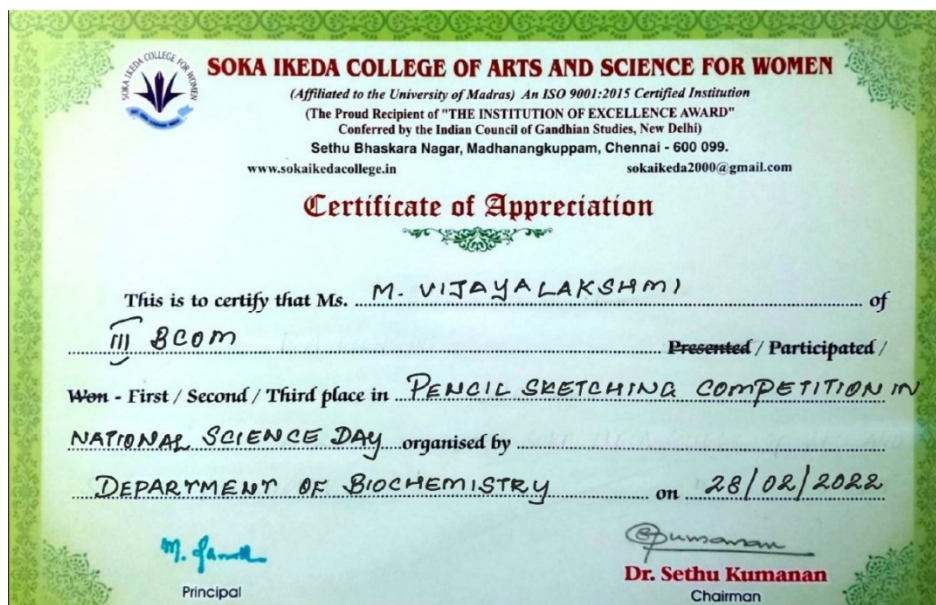 SOKA IKEDA COLLEGE FOR WOMEN
SOKA IKEDA COLLEGE OF ARTS AND SCIENCE FOR WOMEN
(Affiliated to the University of Madras) An ISO 9001:2015 Certified Institution
(The Proud Recipient of "THE INSTITUTION OF EXCELLENCE AWARD"
Conferred by the Indian Council of Gandhian Studies, New Delhi)
Sethu Bhaskara Nagar, Madhanangkuppam, Chennai - 600 099.
www.sokaikedacollege.in sokaikeda2000@gmail.com
Certificate of Appreciation
This is to certify that Ms. M. VIJAYALAKSHMI of
III BCOM Presented / Participated /
Won - First / Second / Third place in PENCIL SKETCHING COMPETITION IN
NATIONAL SCIENCE DAY organised by
DEPARTMENT OF BIOCHEMISTRY on 28/02/2022
Principal
Dr. Sethu Kumanan
Chairman